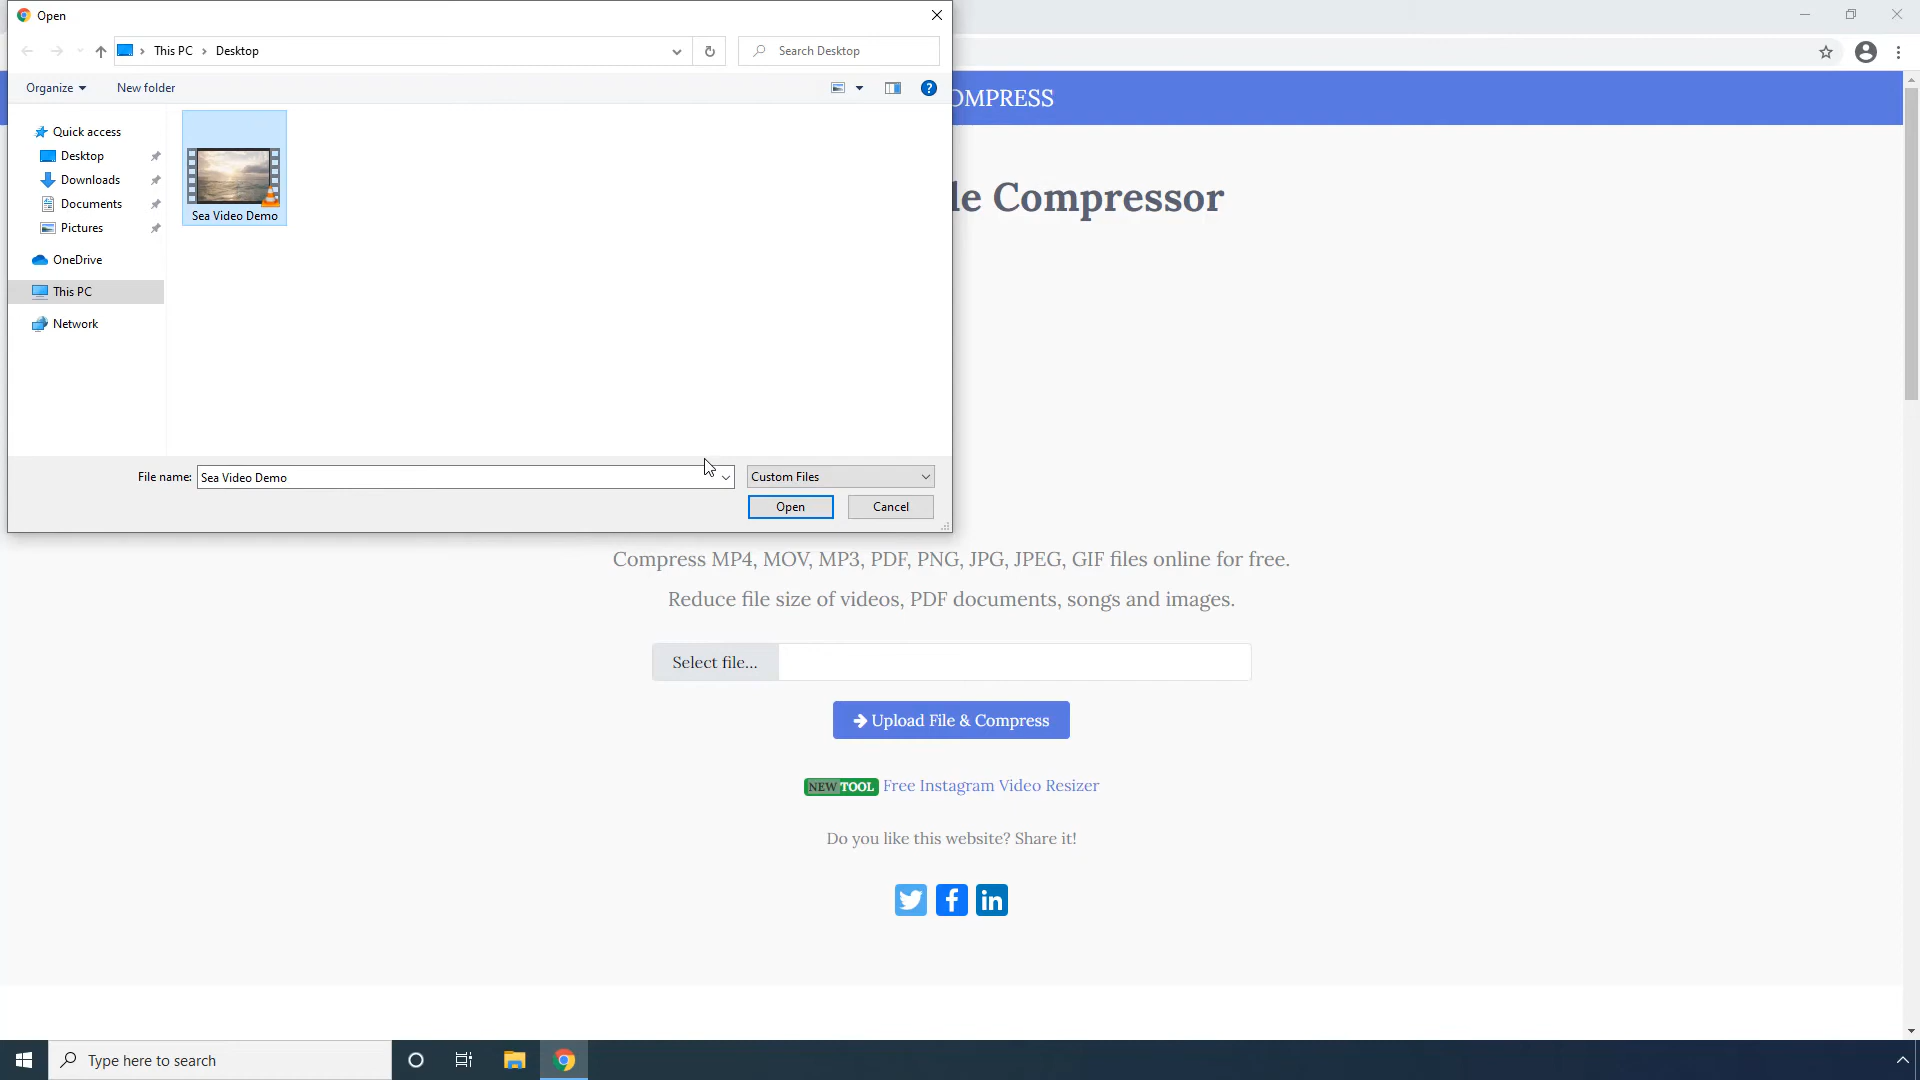 Open
This PC > Desktop
Search Desktop
Organize
New folder
Quick access
Desktop
Downloads
Documents
Pictures
OneDrive
This PC
Network
Sea Video Demo
File name: Sea Video Demo
Custom Files
Open Cancel
OMPRESS
le Compressor
Compress MP4, MOV, MP3, PDF, PNG, JPG, JPEG, GIF files online for free.
Reduce file size of videos, PDF documents, songs and images.
Select file...
Upload File & Compress
NEW TOOL Free Instagram Video Resizer
Do you like this website? Share it!
Type here to search